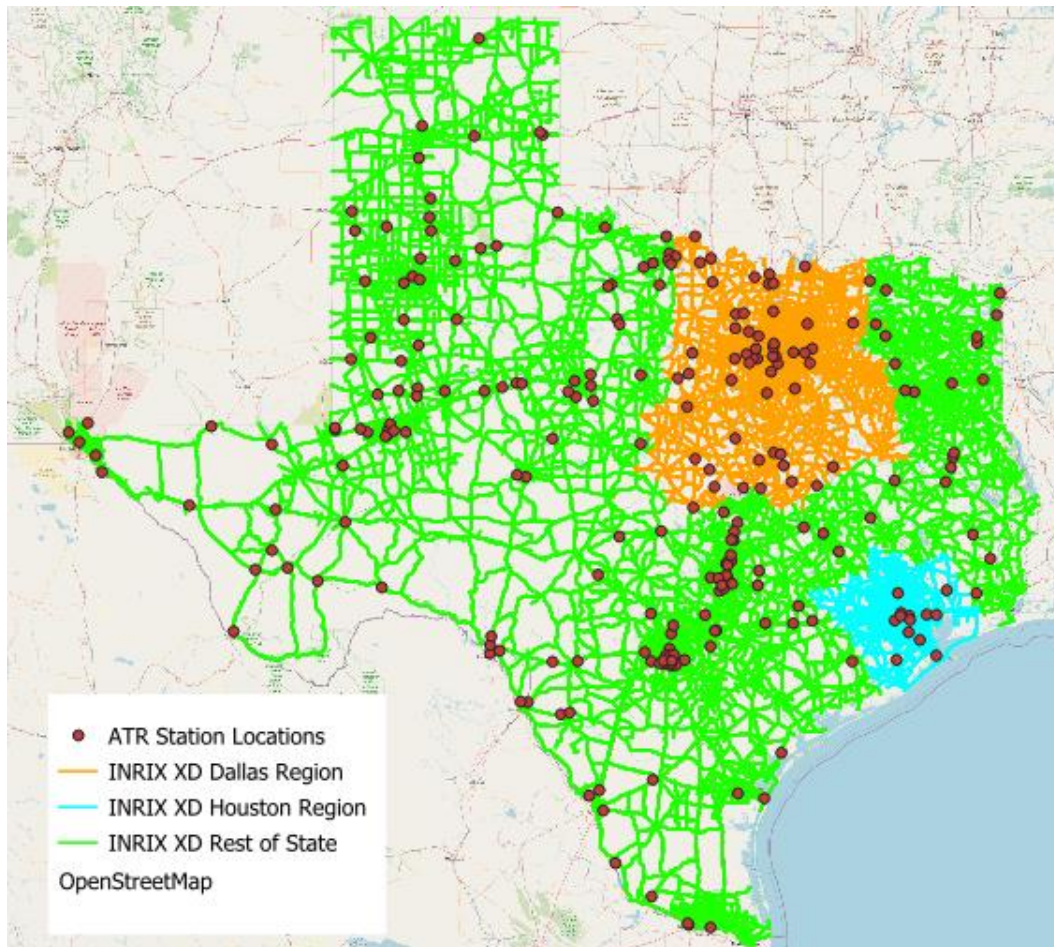 ATR Station Locations
INRIX XD Dallas Region
INRIX XD Houston Region
INRIX XD Rest of State
OpenStreetMap